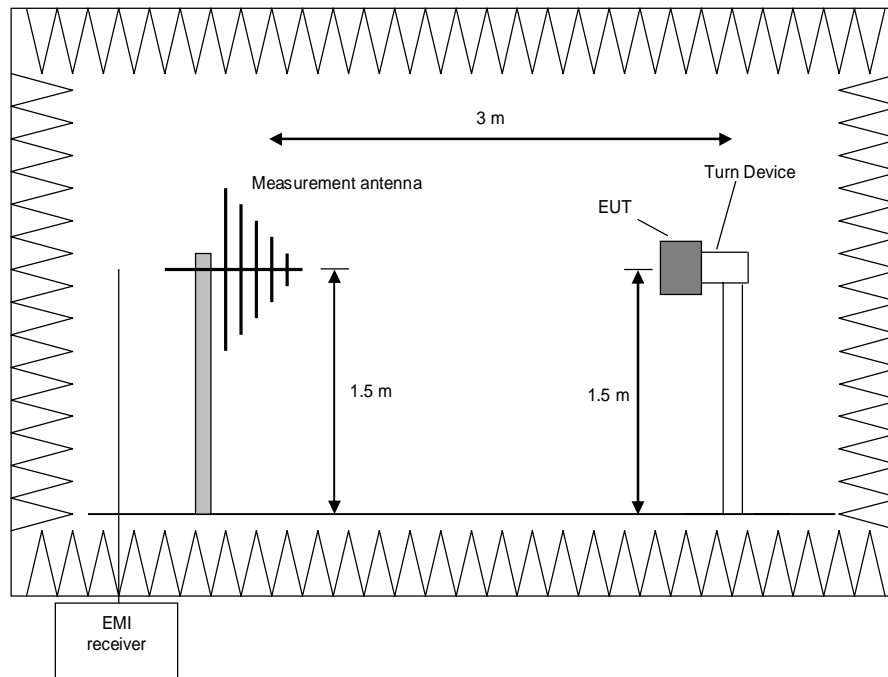 3 m
Measurement antenna
Turn Device
EUT
1.5 m
1.5 m
EMI
receiver